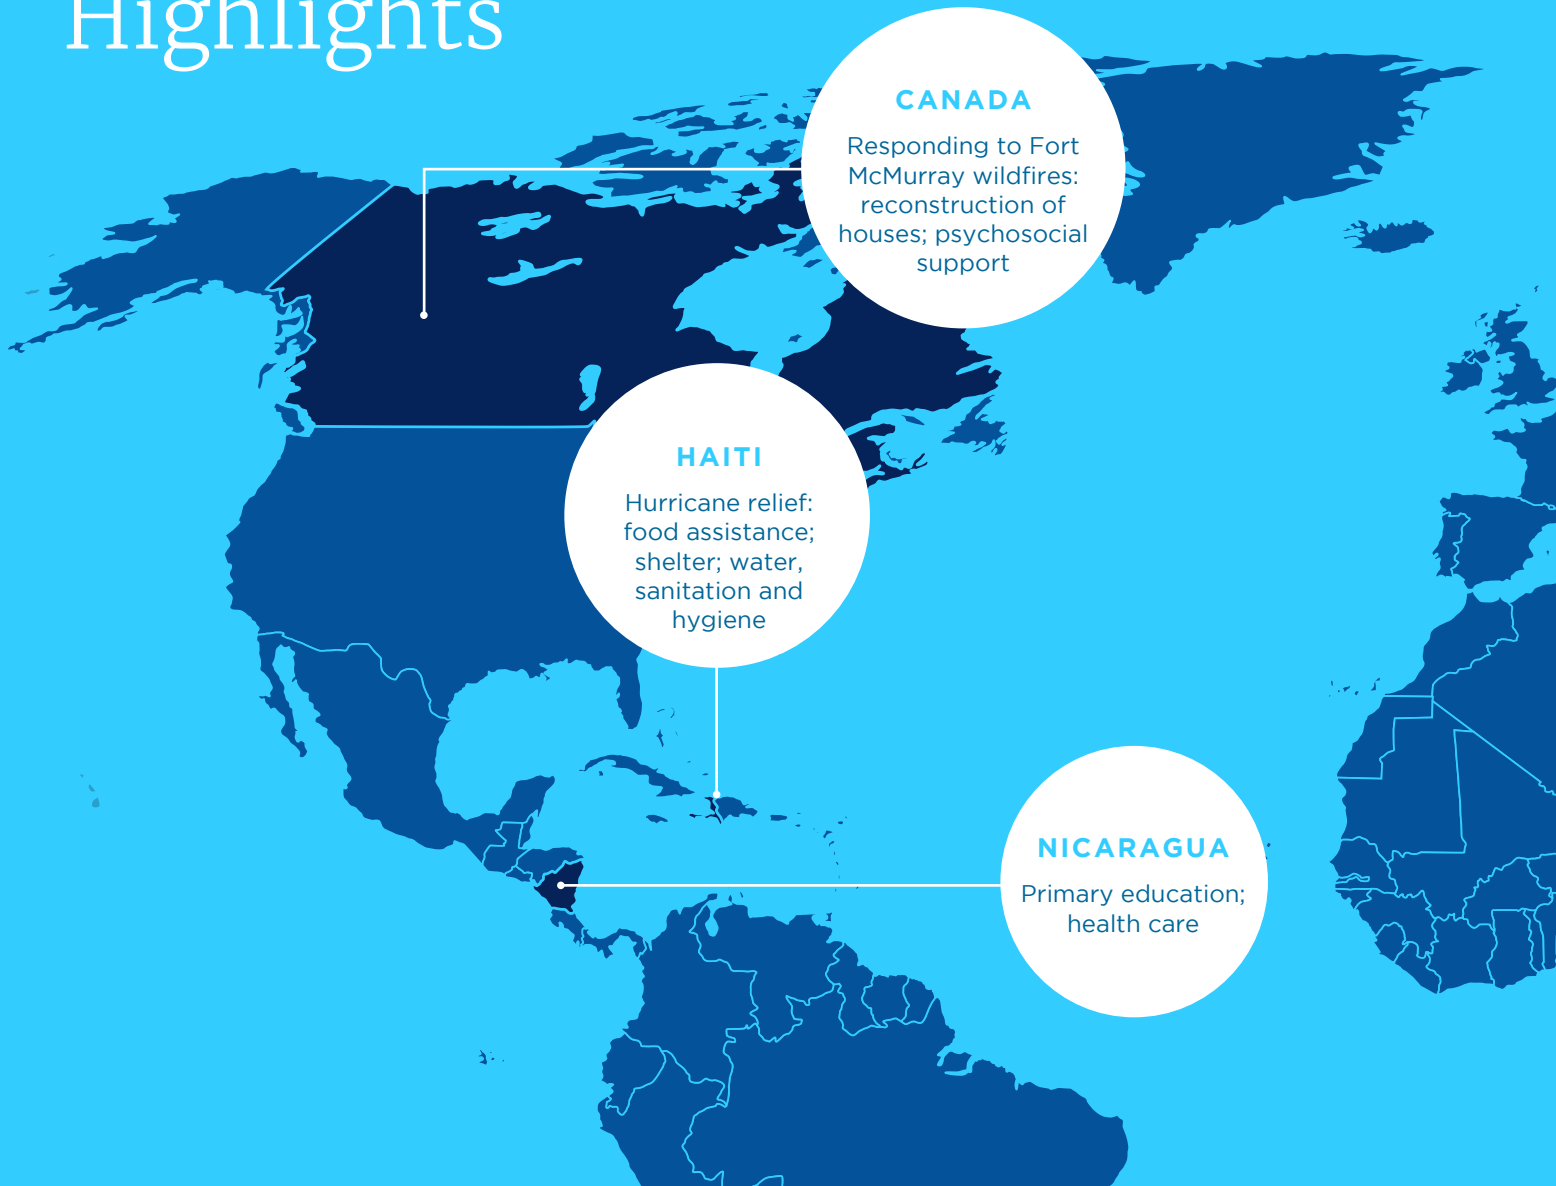 Highlights
CANADA
Responding to Fort
McMurray wildfires:
reconstruction of
houses; psychosocial
support
HAITI
Hurricane relief:
food assistance;
shelter; water,
sanitation and
hygiene
NICARAGUA
Primary education;
health care